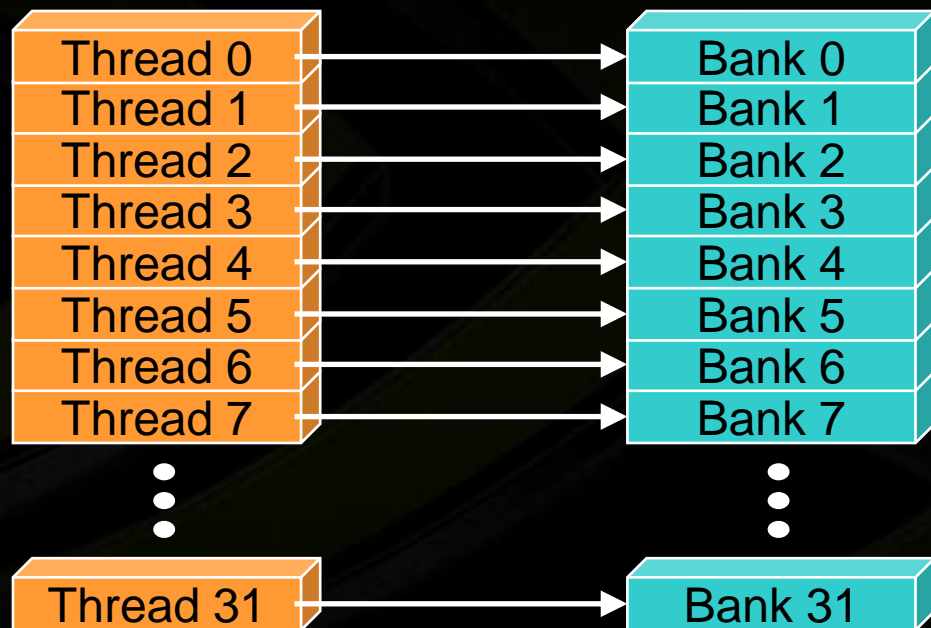 Thread 0
Thread 1
Thread 2
Thread 3
Thread 4
Thread 5
Thread 6
Thread 7
Thread 31
Bank 0
Bank 1
Bank 2
Bank 3
Bank 4
Bank 5
Bank 6
Bank 7
Bank 31